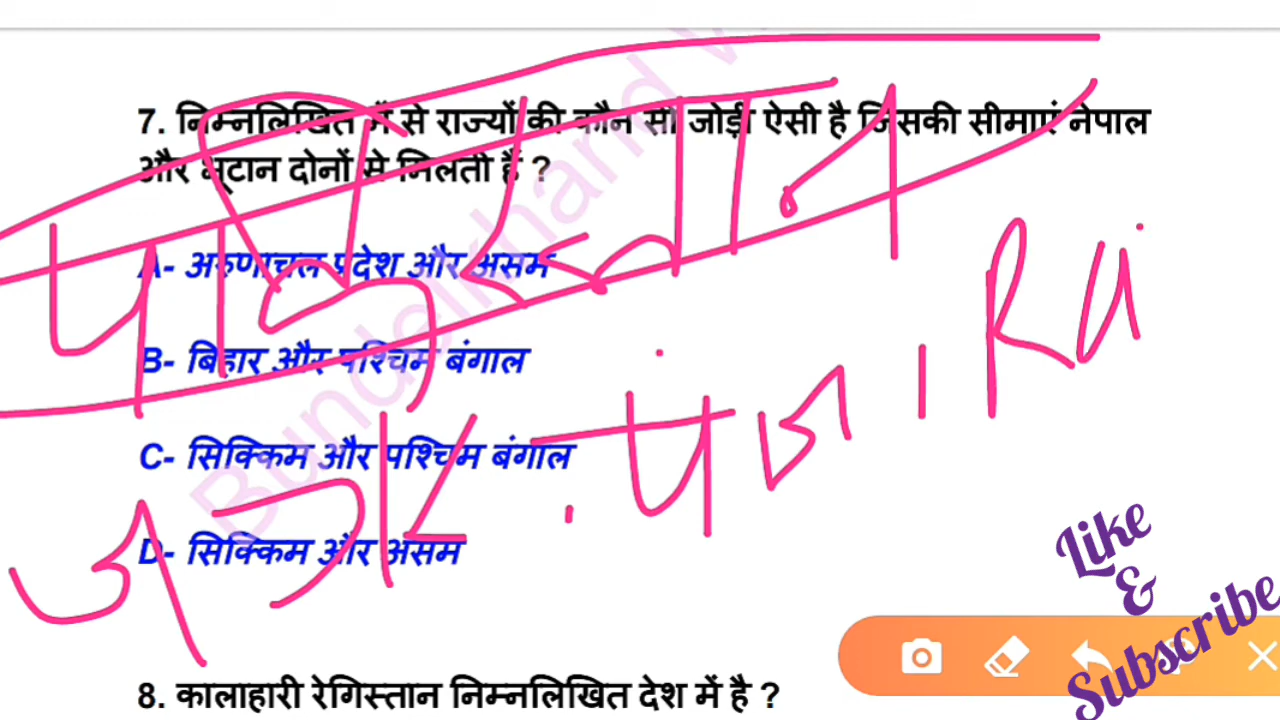 7. निम्नलिखित में से राज्यों की कौन सी जोड़ी ऐसी है जिसकी सीमाएं नेपाल
और भूटान दोनों से मिलती हैं ?
A- अरुणाचल प्रदेश और असम
B- बिहार और पश्चिम बंगाल
C- सिक्किम और पश्चिम बंगाल
D- सिक्किम और असम
8. कालाहारी रेगिस्तान निम्नलिखित देश में है ?
पाकिस्तान
Bundelkhand
Like
&
Subscribe